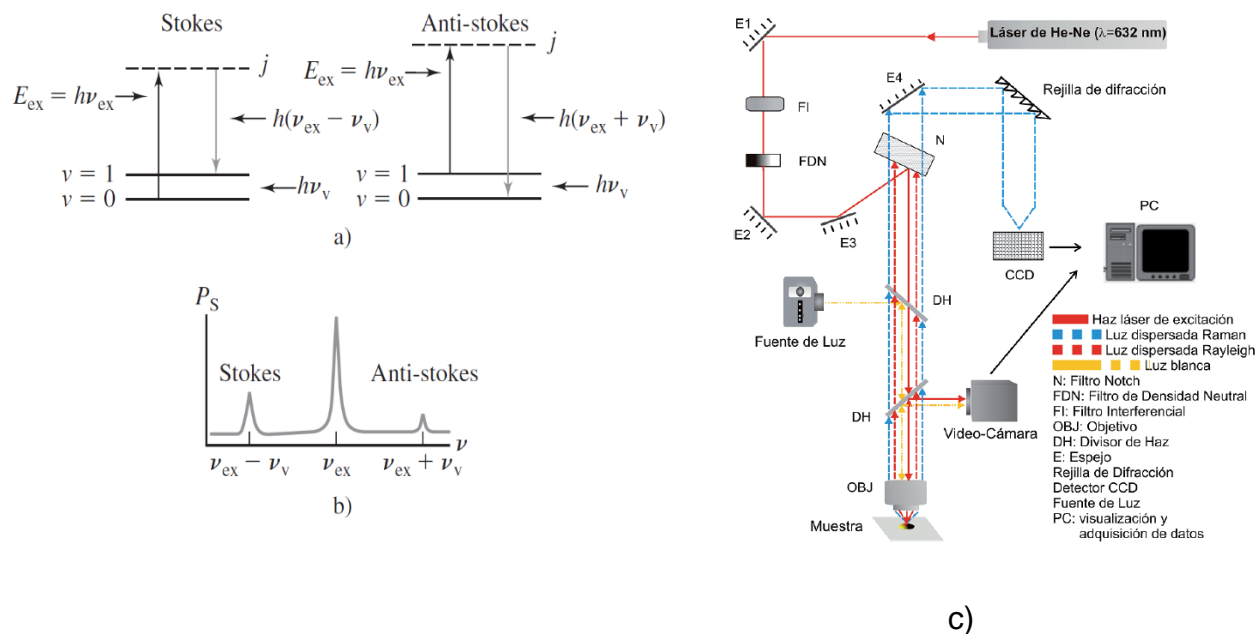 Stokes
Anti-stokes
j
j
E_ex = hν_ex
E_ex = hν_ex
h(ν_ex − ν_v)
h(ν_ex + ν_v)
v = 1
v = 0
hν_v
v = 1
v = 0
hν_v
a)
P_S
Stokes
Anti-stokes
ν
ν_ex − ν_v
ν_ex
ν_ex + ν_v
b)
E1
Láser de He-Ne (λ=632 nm)
E4
Rejilla de difracción
FI
N
FDN
PC
E2
E3
CCD
DH
Fuente de Luz
DH
Video-Cámara
OBJ
Muestra
Haz láser de excitación
Luz dispersada Raman
Luz dispersada Rayleigh
Luz blanca
N: Filtro Notch
FDN: Filtro de Densidad Neutral
FI: Filtro Interferencial
OBJ: Objetivo
DH: Divisor de Haz
E: Espejo
Rejilla de Difracción
Detector CCD
Fuente de Luz
PC: visualización y
adquisición de datos
c)